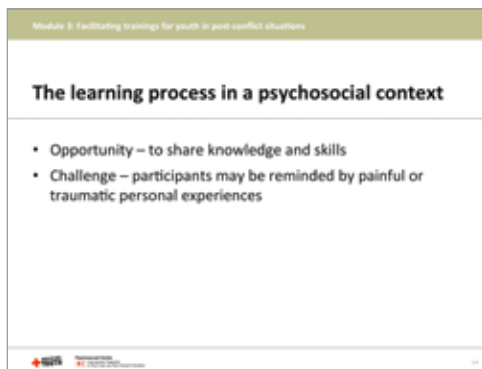 Module 3: Facilitating trainings for youth in post-conflict situations
The learning process in a psychosocial context
• Opportunity – to share knowledge and skills
• Challenge – participants may be reminded by painful or
traumatic personal experiences
YOUTH